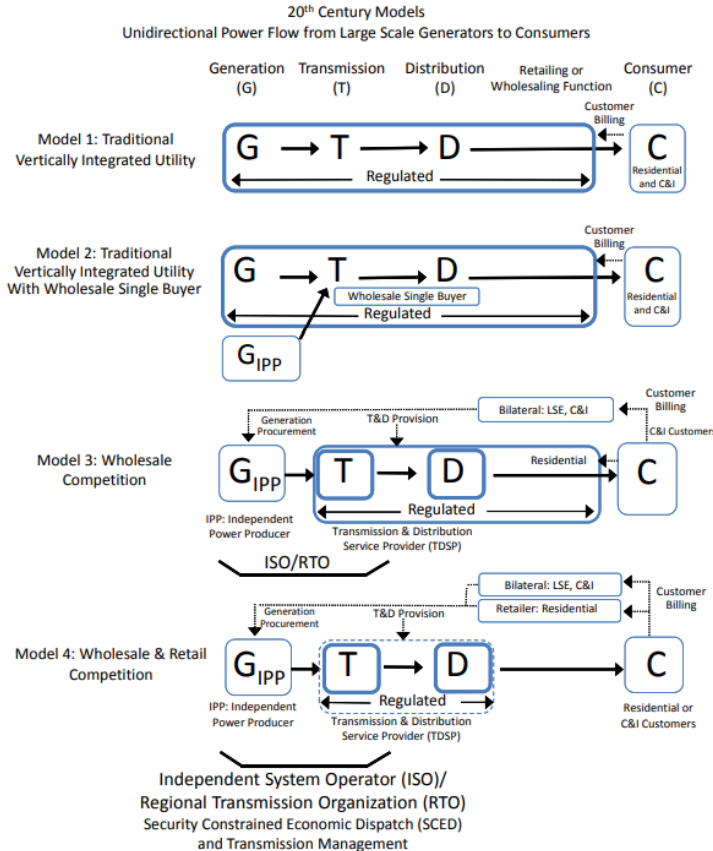 20th Century Models
Unidirectional Power Flow from Large Scale Generators to Consumers
Generation
(G)
Transmission
(T)
Distribution
(D)
Retailing or
Wholesaling Function
Consumer
(C)
Model 1: Traditional
Vertically Integrated Utility
G
T
D
Regulated
Customer
Billing
C
Residential
and C&I
Model 2: Traditional
Vertically Integrated Utility
With Wholesale Single Buyer
G
T
D
Wholesale Single Buyer
Regulated
Customer
Billing
C
Residential
and C&I
GIPP
Model 3: Wholesale
Competition
Generation
Procurement
T&D Provision
Bilateral: LSE, C&I
Customer
Billing
C&I Customers
GIPP
T
D
Residential
C
Regulated
IPP: Independent
Power Producer
Transmission & Distribution
Service Provider (TDSP)
ISO/RTO
Model 4: Wholesale & Retail
Competition
Generation
Procurement
T&D Provision
Bilateral: LSE, C&I
Retailer: Residential
Customer
Billing
GIPP
T
D
C
Regulated
IPP: Independent
Power Producer
Transmission & Distribution
Service Provider (TDSP)
Residential or
C&I Customers
Independent System Operator (ISO)/
Regional Transmission Organization (RTO)
Security Constrained Economic Dispatch (SCED)
and Transmission Management